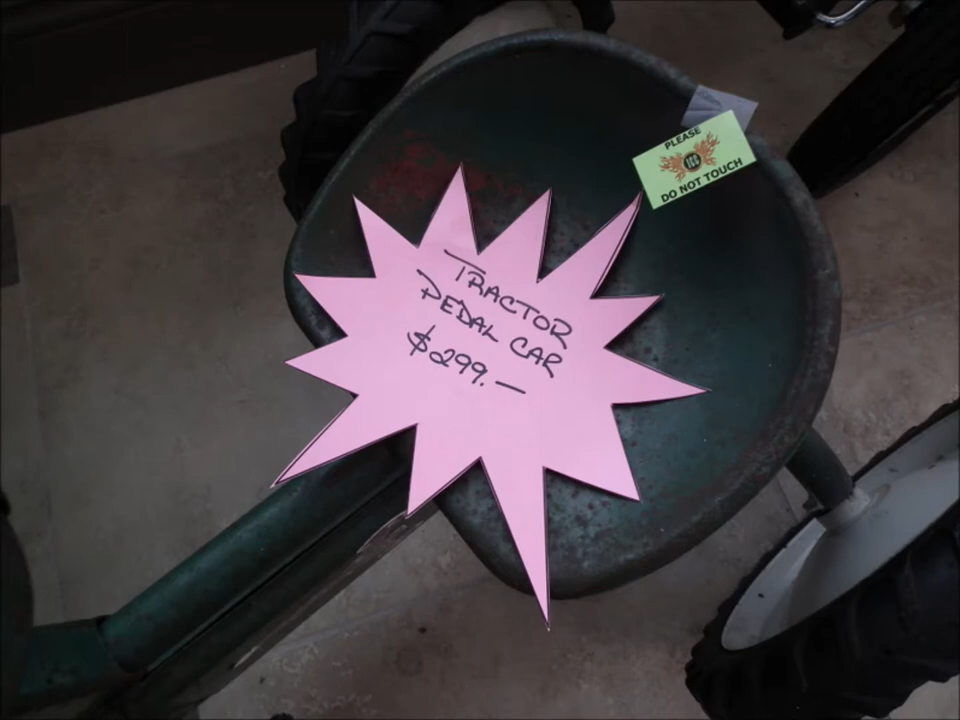 PLEASE
DO NOT TOUCH
TRACTOR
PEDAL CAR
$299.—